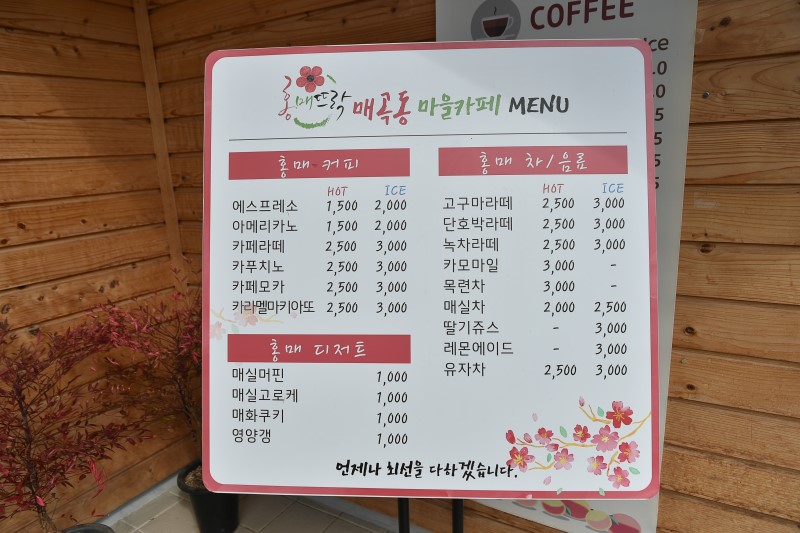 COFFEE
Ice
.0
.0
5
5
5
홍매뜨락 매곡동 마을카페 MENU
홍매 커피
HOT ICE
에스프레소 1,500 2,000
아메리카노 1,500 2,000
카페라떼 2,500 3,000
카푸치노 2,500 3,000
카페모카 2,500 3,000
카라멜마키아또 2,500 3,000
홍매 디저트
매실머핀 1,000
매실고로케 1,000
매화쿠키 1,000
영양갱 1,000
홍매 차/음료
HOT ICE
고구마라떼 2,500 3,000
단호박라떼 2,500 3,000
녹차라떼 2,500 3,000
카모마일 3,000 -
목련차 3,000 -
매실차 2,000 2,500
딸기쥬스 - 3,000
레몬에이드 - 3,000
유자차 2,500 3,000
언제나 최선을 다하겠습니다.